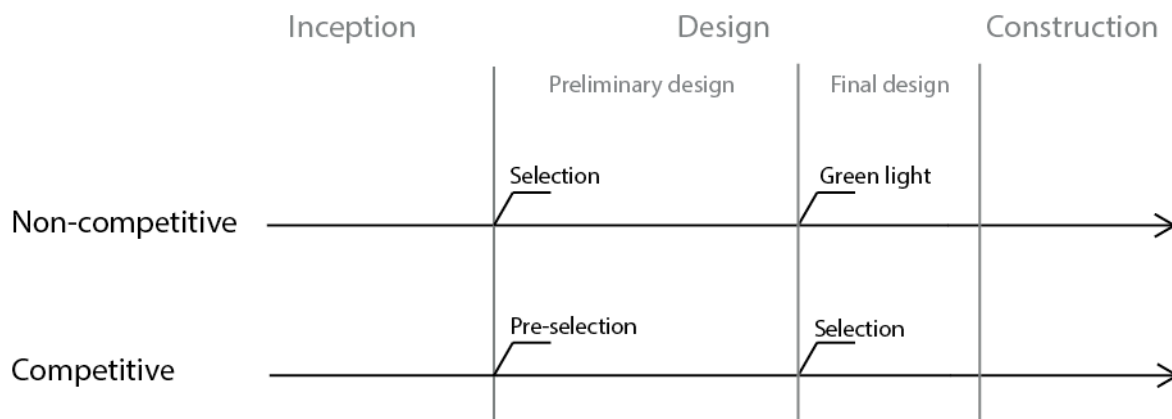 Inception Design Construction
Preliminary design Final design
Selection Green light
Non-competitive
Pre-selection Selection
Competitive